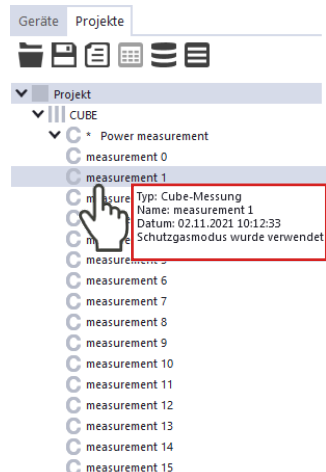 Geräte Projekte
Projekt
CUBE
* Power measurement
measurement 0
measurement 1
Typ: Cube-Messung
Name: measurement 1
Datum: 02.11.2021 10:12:33
Schutzgasmodus wurde verwendet
measurement 6
measurement 7
measurement 8
measurement 9
measurement 10
measurement 11
measurement 12
measurement 13
measurement 14
measurement 15